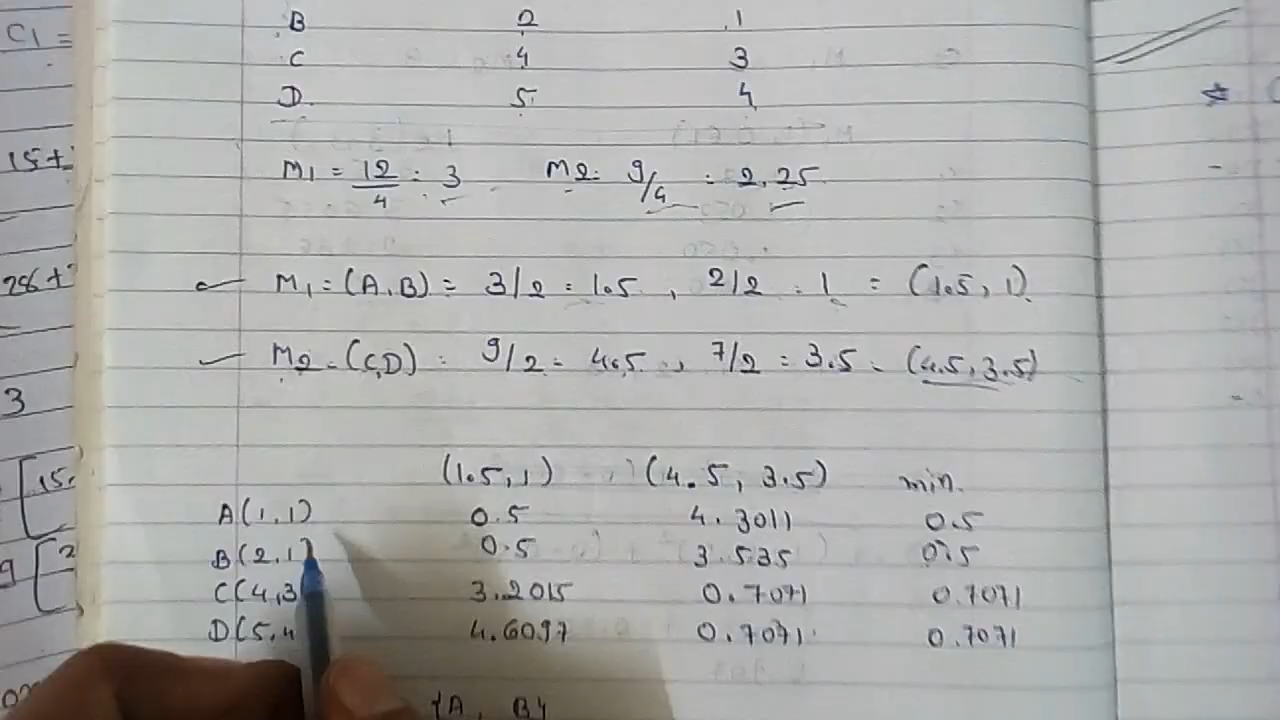 B 2 1
C 4 3
D 5 4
M1 = 12/4 = 3 M2 = 9/4 = 2.25
M1 = (A,B) = 3/2 = 1.5 , 2/2 = 1 = (1.5, 1)
M2 = (C,D) = 9/2 = 4.5 , 7/2 = 3.5 = (4.5, 3.5)
(1.5, 1) (4.5, 3.5) min.
A(1,1) 0.5 4.3011 0.5
B(2,1) 0.5 3.535 0.5
C(4,3 3.2015 0.7071 0.7071
D(5,4 4.6097 0.7071 0.7071
{A, B}
C1 =
15+
3
[15.